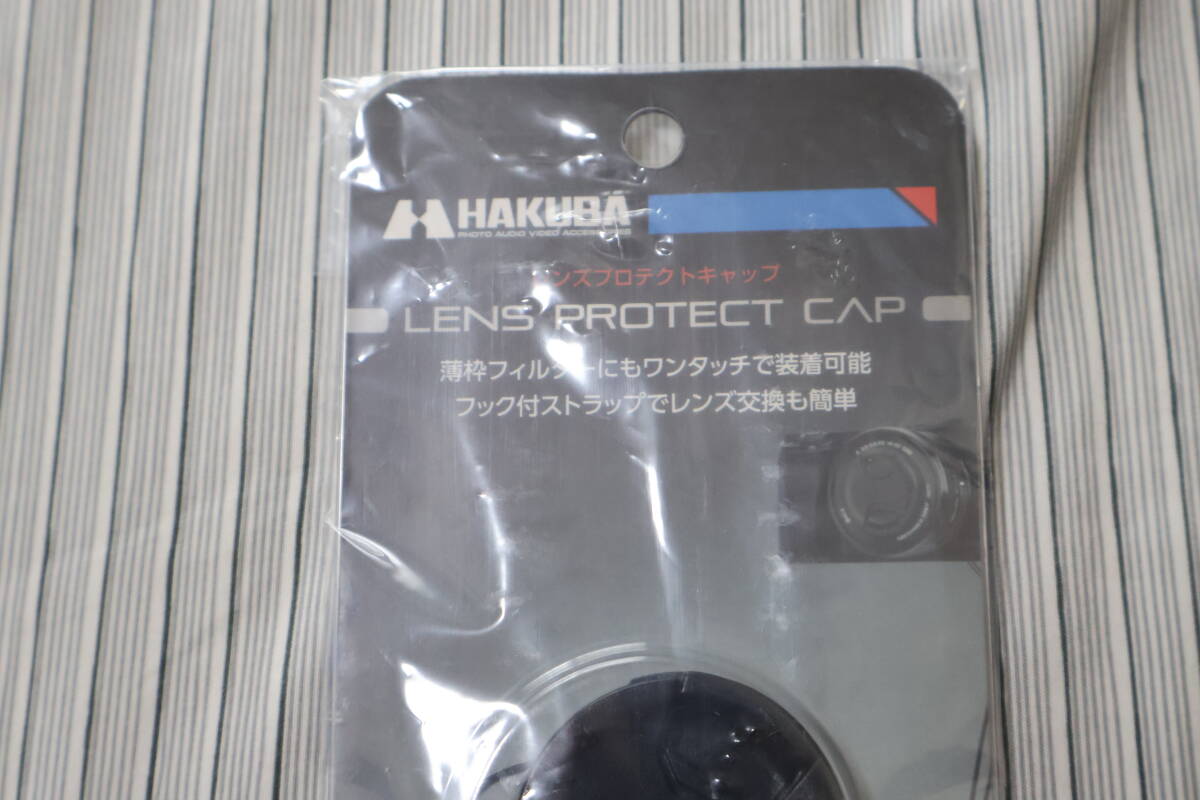 HAKUBA
PHOTO AUDIO VIDEO ACCESSORIES
レンズプロテクトキャップ
LENS PROTECT CAP
薄枠フィルターにもワンタッチで装着可能
フック付ストラップでレンズ交換も簡単